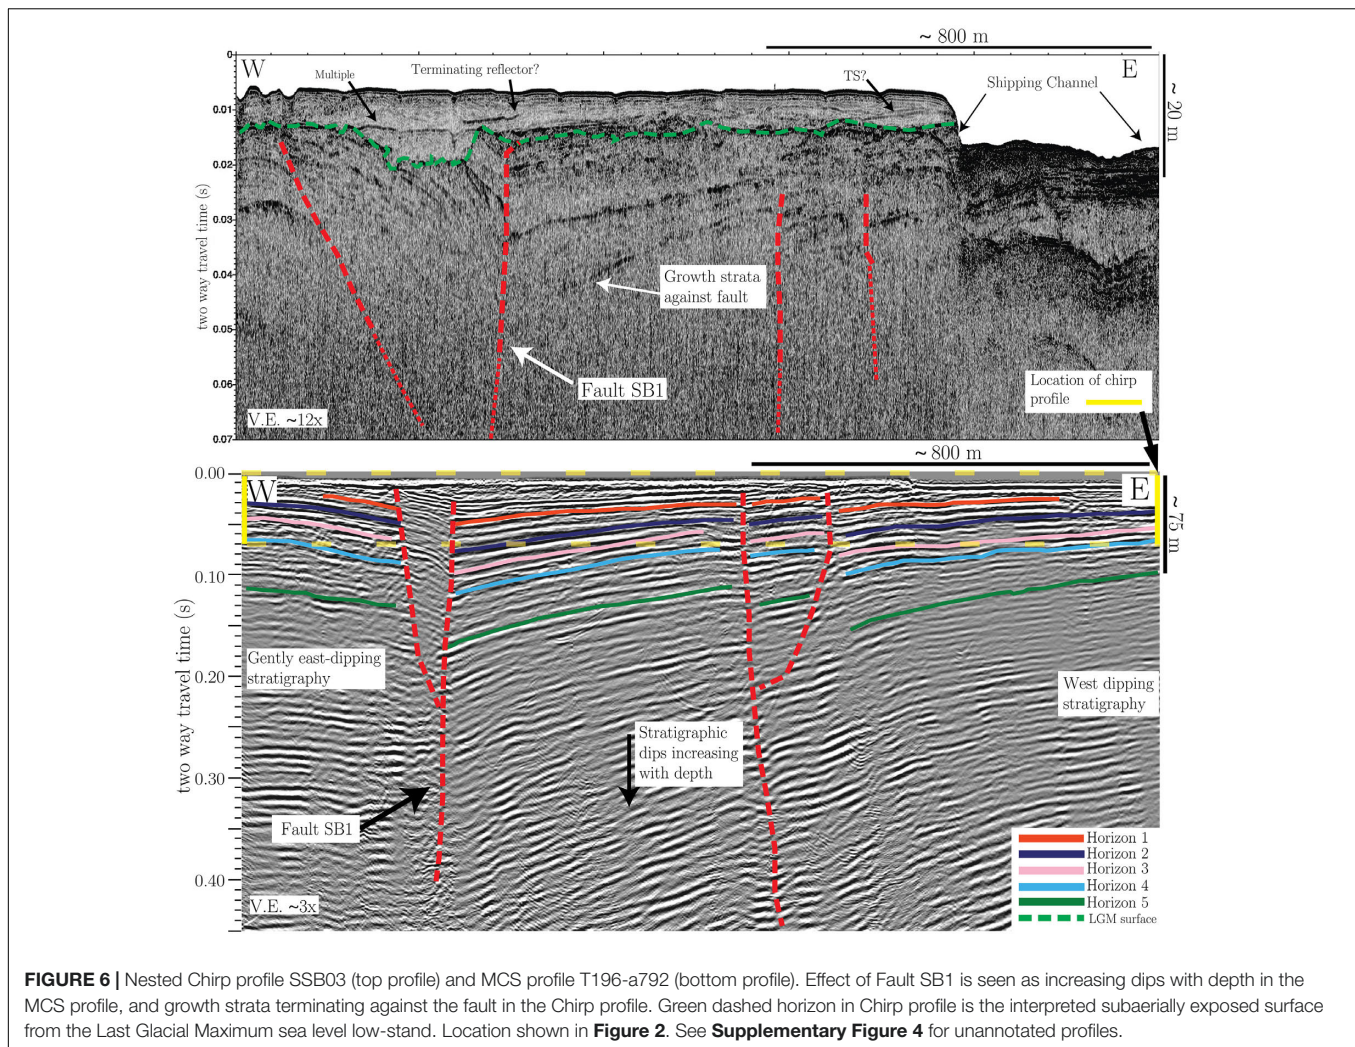 ~ 800 m
0
W
Multiple
Terminating reflector?
TS?
E
Shipping Channel
~ 20 m
0.01
0.02
0.03
0.04
0.05
0.06
0.07
two way travel time (s)
Growth strata
against fault
Fault SB1
V.E. ~12x
Location of chirp
profile
~ 800 m
0.00
W
E
~ 75 m
0.10
0.20
0.30
0.40
two way travel time (s)
Gently east-dipping
stratigraphy
West dipping
stratigraphy
Stratigraphic
dips increasing
with depth
Fault SB1
V.E. ~3x
Horizon 1
Horizon 2
Horizon 3
Horizon 4
Horizon 5
LGM surface
FIGURE 6 | Nested Chirp profile SSB03 (top profile) and MCS profile T196-a792 (bottom profile). Effect of Fault SB1 is seen as increasing dips with depth in the
MCS profile, and growth strata terminating against the fault in the Chirp profile. Green dashed horizon in Chirp profile is the interpreted subaerially exposed surface
from the Last Glacial Maximum sea level low-stand. Location shown in Figure 2. See Supplementary Figure 4 for unannotated profiles.